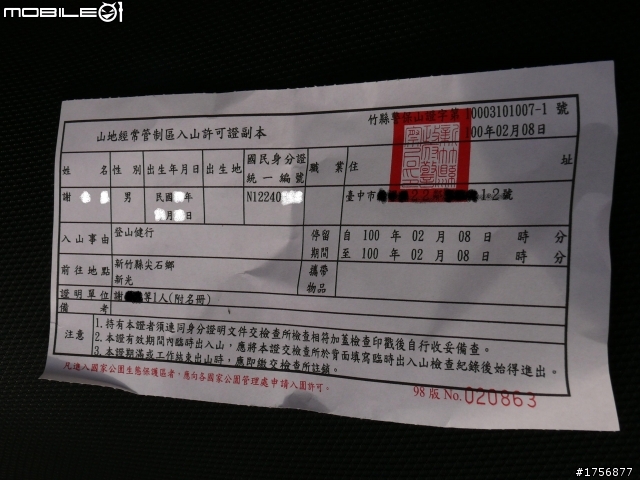 MOBILE01
竹縣警保山證字第 10003101007-1 號
山地經常管制區入山許可證副本
100年02月08日
姓名 性別 出生年月日 出生地 國民身分證統一編號 職業 住址
謝 男 民國 年 月 日 N12240 臺中市 12號
入山事由 登山健行 停留期間 自 100 年 02 月 08 日 時 分
至 100 年 02 月 08 日 時 分
前往地點 新竹縣尖石鄉 攜帶物品
新光
證明單位 謝 等1人(附名冊)
備考
注意
1.持有本證者須連同身分證明文件交檢查所檢查相符加蓋檢查印戳後自行收妥備查。
2.本證有效期間內臨時出入山,應將本證交檢查所於背面填寫臨時出入山檢查紀錄後始得進出。
3.本證期滿或工作結束出山時,應即繳交檢查所註銷。
凡進入國家公園生態保護區者,應向各國家公園管理處申請入園許可。
98版 No.020863
#1756877